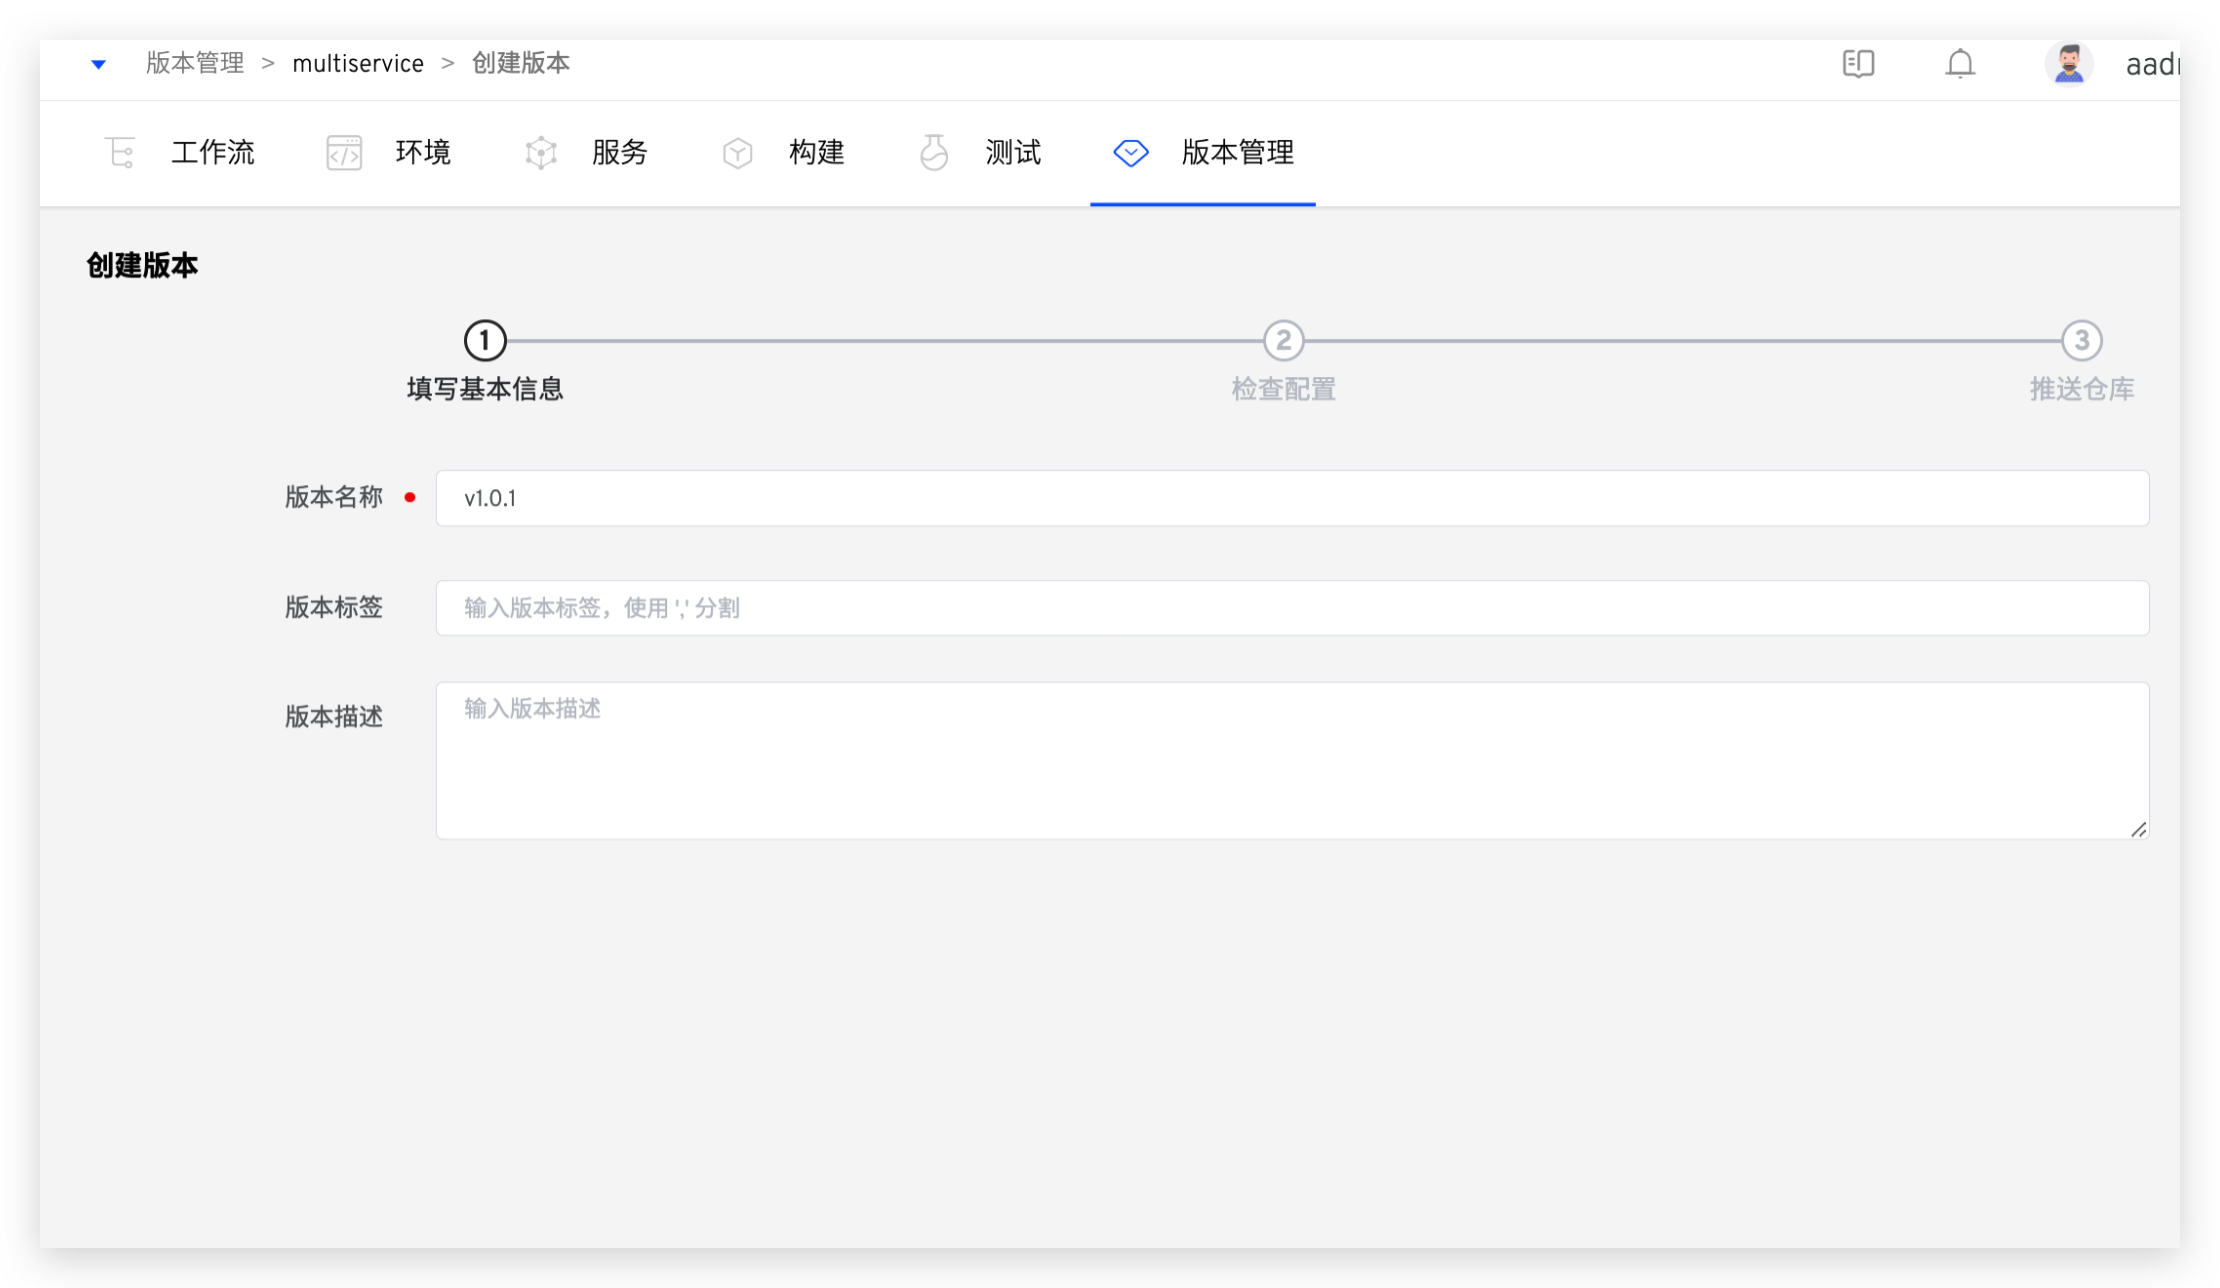 版本管理 > multiservice > 创建版本
工作流 环境 服务 构建 测试 版本管理
创建版本
1 2 3
填写基本信息 检查配置 推送仓库
版本名称 v1.0.1
版本标签 输入版本标签，使用 ',' 分割
版本描述 输入版本描述